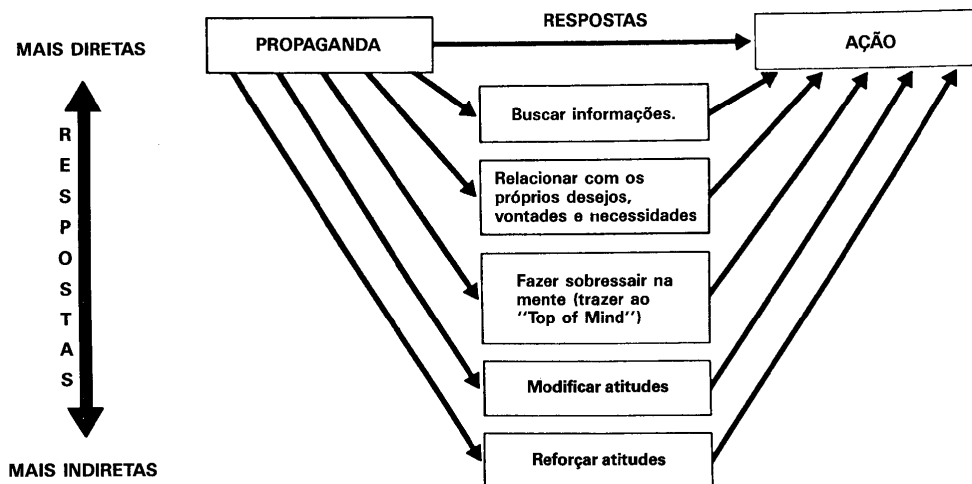 RESPOSTAS
MAIS DIRETAS
PROPAGANDA
AÇÃO
RESPOSTAS
Buscar informações.
Relacionar com os
próprios desejos,
vontades e necessidades
Fazer sobressair na
mente (trazer ao
"Top of Mind")
Modificar atitudes
Reforçar atitudes
MAIS INDIRETAS